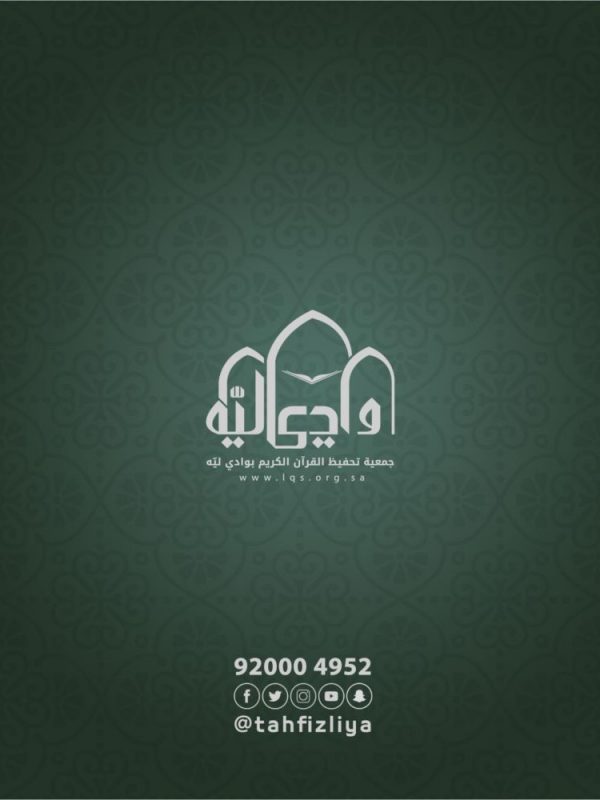 وادي ليّه
جمعية تحفيظ القرآن الكريم بوادي ليّه
www.lqs.org.sa
92000 4952
@tahfizliya